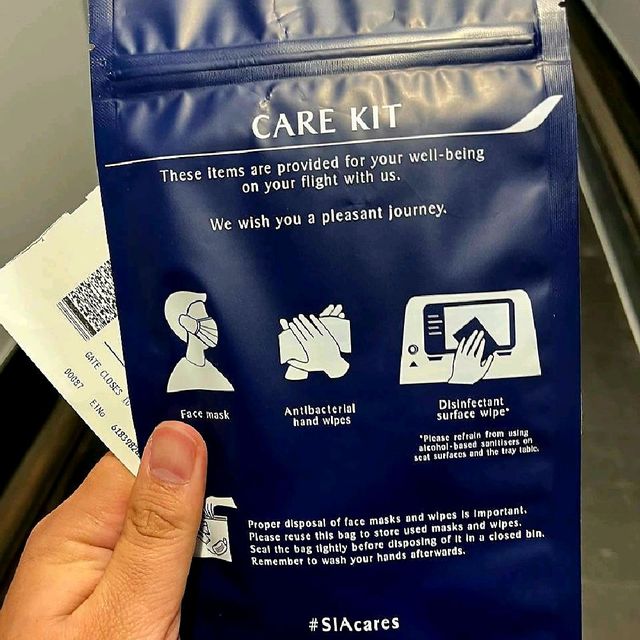 CARE KIT
These items are provided for your well-being
on your flight with us.
We wish you a pleasant journey.
Face mask
Antibacterial
hand wipes
Disinfectant
surface wipe*
*Please refrain from using
alcohol-based sanitisers on
seat surfaces and the tray table.
Proper disposal of face masks and wipes is important.
Please reuse this bag to store used masks and wipes.
Seal the bag tightly before disposing of it in a closed bin.
Remember to wash your hands afterwards.
#SIAcares
GATE CLOSES